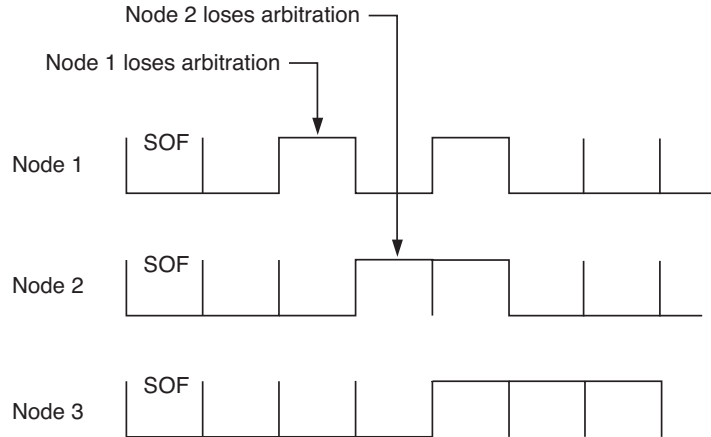 Node 2 loses arbitration
Node 1 loses arbitration
SOF
Node 1
SOF
Node 2
SOF
Node 3